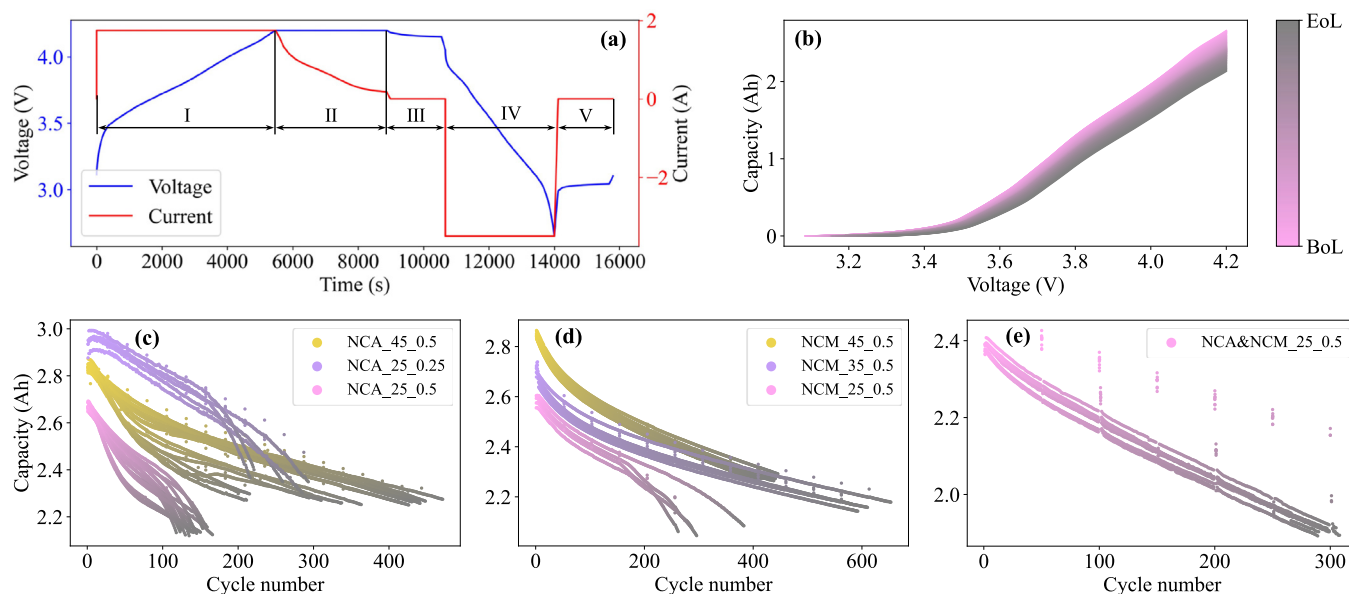 (a)
Voltage (V)
4.0
3.5
3.0
I
II
III
IV
V
Voltage
Current
2
0
−2
Current (A)
0
2000
4000
6000
8000
10000
12000
14000
16000
Time (s)
(b)
Capacity (Ah)
2
1
0
3.2
3.4
3.6
3.8
4.0
4.2
Voltage (V)
EoL
BoL
(c)
Capacity (Ah)
3.0
2.8
2.6
2.4
2.2
NCA_45_0.5
NCA_25_0.25
NCA_25_0.5
0
100
200
300
400
Cycle number
(d)
2.8
2.6
2.4
2.2
NCM_45_0.5
NCM_35_0.5
NCM_25_0.5
0
200
400
600
Cycle number
(e)
2.4
2.2
2.0
NCA&NCM_25_0.5
0
100
200
300
Cycle number